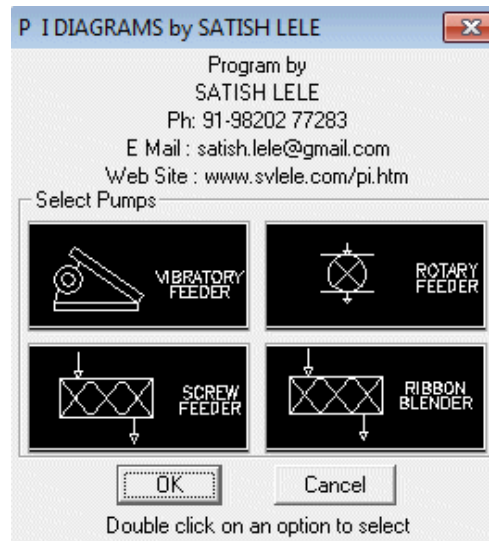 P I DIAGRAMS by SATISH LELE
Program by
SATISH LELE
Ph: 91-98202 77283
E Mail : satish.lele@gmail.com
Web Site : www.svlele.com/pi.htm
Select Pumps
VIBRATORY
FEEDER
ROTARY
FEEDER
SCREW
FEEDER
RIBBON
BLENDER
OK
Cancel
Double click on an option to select